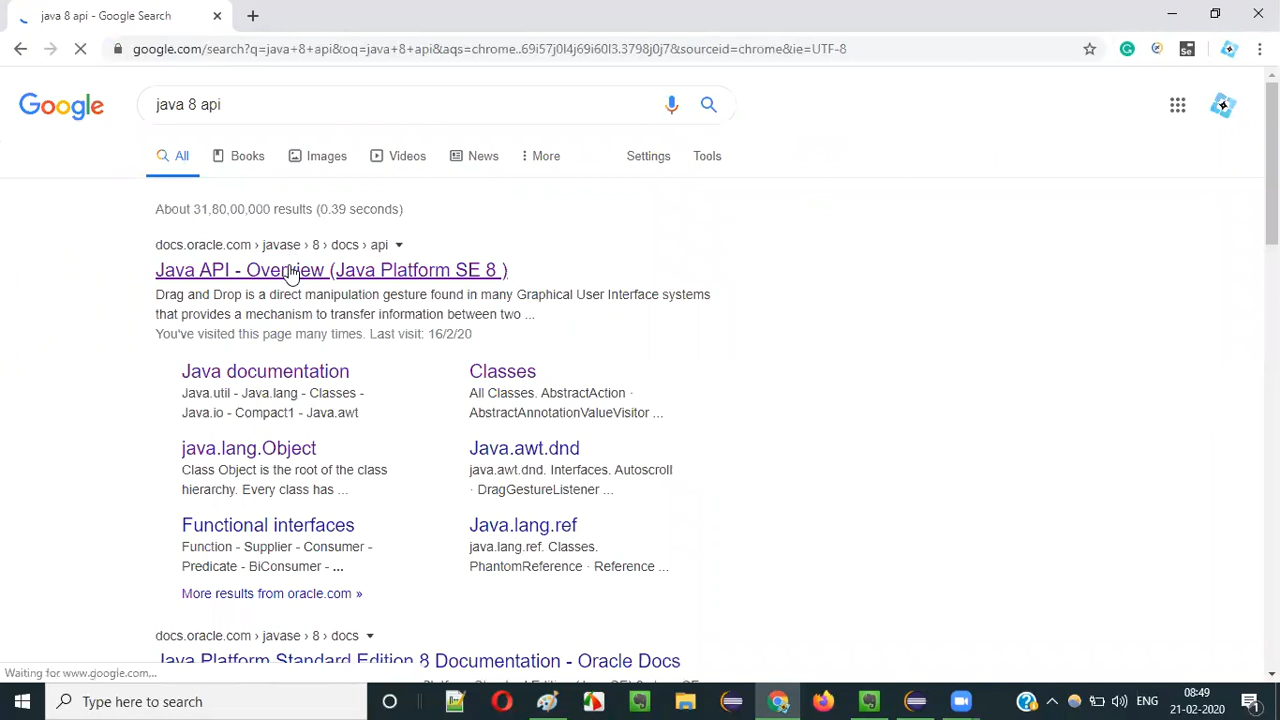 java 8 api - Google Search
google.com/search?q=java+8+api&oq=java+8+api&aqs=chrome..69i57j0l4j69i60l3.3798j0j7&sourceid=chrome&ie=UTF-8
Google
java 8 api
All Books Images Videos News More Settings Tools
About 31,80,00,000 results (0.39 seconds)
docs.oracle.com › javase › 8 › docs › api
Java API - Overview (Java Platform SE 8 )
Drag and Drop is a direct manipulation gesture found in many Graphical User Interface systems
that provides a mechanism to transfer information between two ...
You've visited this page many times. Last visit: 16/2/20
Java documentation
Java.util - Java.lang - Classes -
Java.io - Compact1 - Java.awt
Classes
All Classes. AbstractAction ·
AbstractAnnotationValueVisitor ...
java.lang.Object
Class Object is the root of the class
hierarchy. Every class has ...
Java.awt.dnd
java.awt.dnd. Interfaces. Autoscroll
· DragGestureListener ...
Functional interfaces
Function - Supplier - Consumer -
Predicate - BiConsumer - ...
Java.lang.ref
java.lang.ref. Classes.
PhantomReference · Reference ...
More results from oracle.com »
docs.oracle.com › javase › 8 › docs
Java Platform Standard Edition 8 Documentation - Oracle Docs
Waiting for www.google.com...
Type here to search
ENG
08:49
21-02-2020